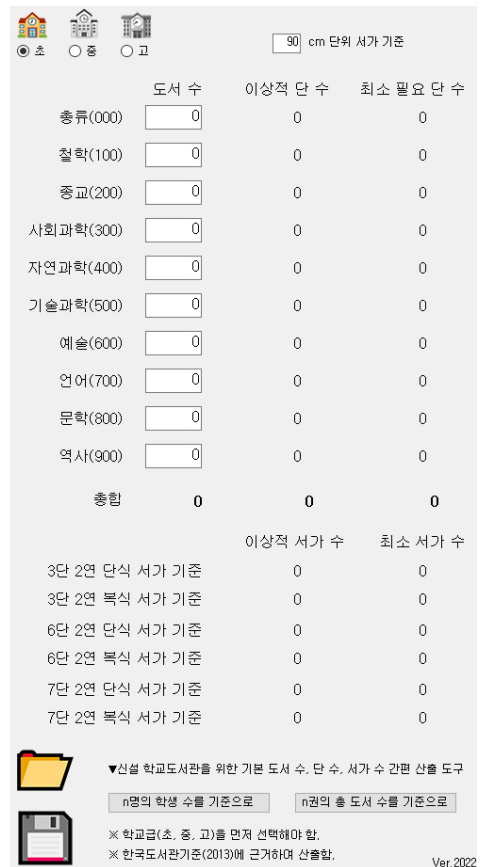 초 중 고 90 cm 단위 서가 기준
도서 수 이상적 단 수 최소 필요 단 수
총류(000) 0 0 0
철학(100) 0 0 0
종교(200) 0 0 0
사회과학(300) 0 0 0
자연과학(400) 0 0 0
기술과학(500) 0 0 0
예술(600) 0 0 0
언어(700) 0 0 0
문학(800) 0 0 0
역사(900) 0 0 0
총합 0 0 0
이상적 서가 수 최소 서가 수
3단 2연 단식 서가 기준 0 0
3단 2연 복식 서가 기준 0 0
6단 2연 단식 서가 기준 0 0
6단 2연 복식 서가 기준 0 0
7단 2연 단식 서가 기준 0 0
7단 2연 복식 서가 기준 0 0
▼신설 학교도서관을 위한 기본 도서 수, 단 수, 서가 수 간편 산출 도구
n명의 학생 수를 기준으로 n권의 총 도서 수를 기준으로
※ 학교급(초, 중, 고)을 먼저 선택해야 함.
※ 한국도서관기준(2013)에 근거하여 산출함.
Ver.2022